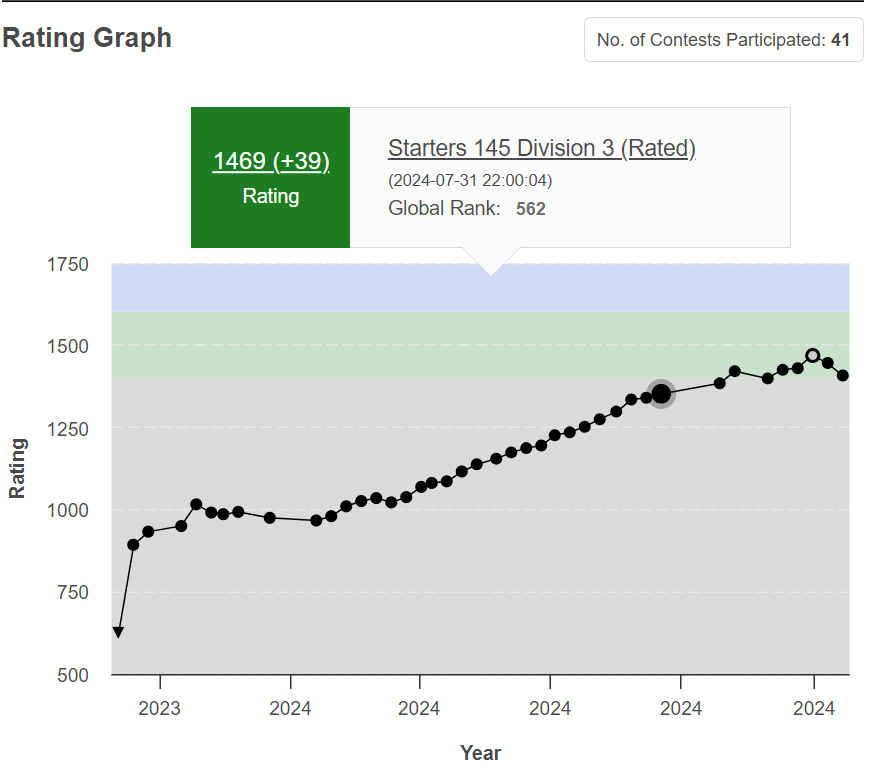 Rating Graph
No. of Contests Participated: 41
1469 (+39)
Rating
Starters 145 Division 3 (Rated)
(2024-07-31 22:00:04)
Global Rank: 562
1750
1500
1250
1000
750
500
Rating
2023 2024 2024 2024 2024 2024
Year